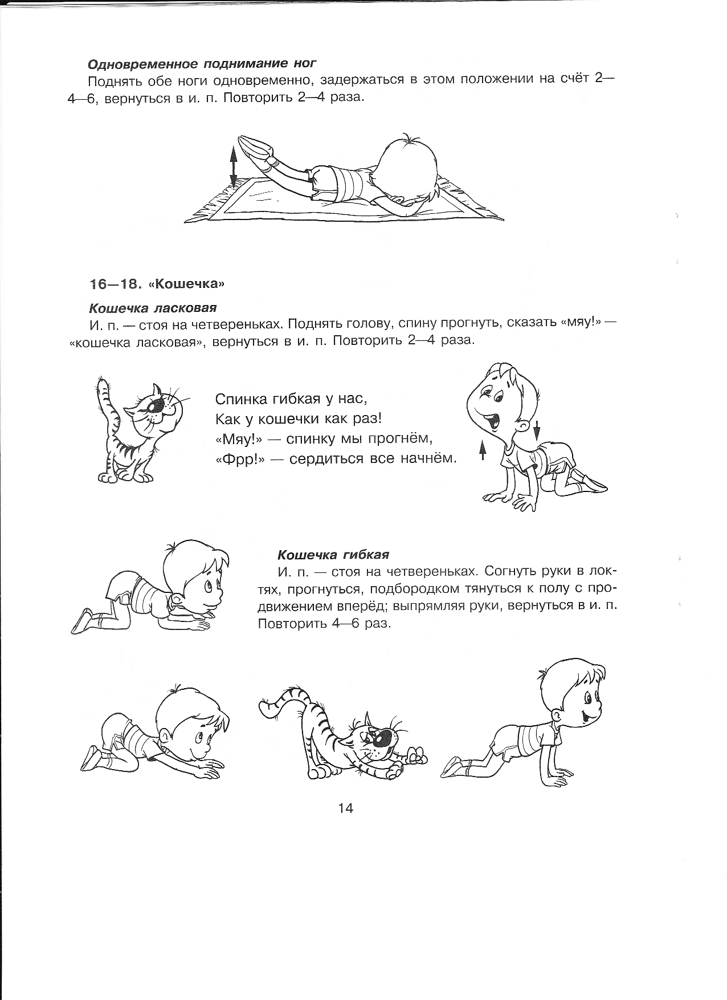 Одновременное поднимание ног
Поднять обе ноги одновременно, задержаться в этом положении на счёт 2—
4—6, вернуться в и. п. Повторить 2—4 раза.
16—18. «Кошечка»
Кошечка ласковая
И. п. — стоя на четвереньках. Поднять голову, спину прогнуть, сказать «мяу!» —
«кошечка ласковая», вернуться в и. п. Повторить 2—4 раза.
Спинка гибкая у нас,
Как у кошечки как раз!
«Мяу!» — спинку мы прогнём,
«Фрр!» — сердиться все начнём.
Кошечка гибкая
И. п. — стоя на четвереньках. Согнуть руки в лок-
тях, прогнуться, подбородком тянуться к полу с про-
движением вперёд; выпрямляя руки, вернуться в и. п.
Повторить 4—6 раз.
14